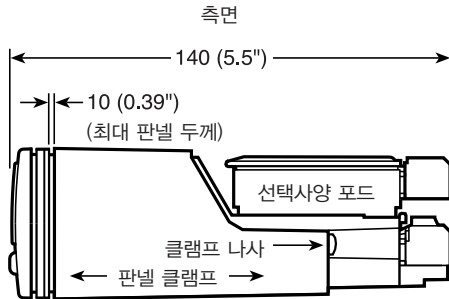 측면
140 (5.5")
10 (0.39")
(최대 판넬 두께)
선택사양 포드
클램프 나사
판넬 클램프